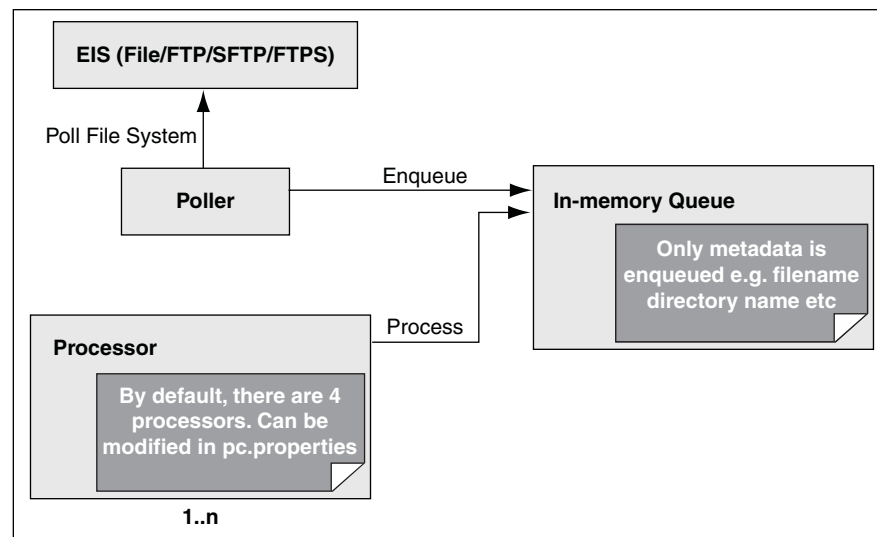 EIS (File/FTP/SFTP/FTPS)
Poll File System
Poller
Enqueue
In-memory Queue
Only metadata is
enqueued e.g. filename
directory name etc
Process
Processor
By default, there are 4
processors. Can be
modified in pc.properties
1..n